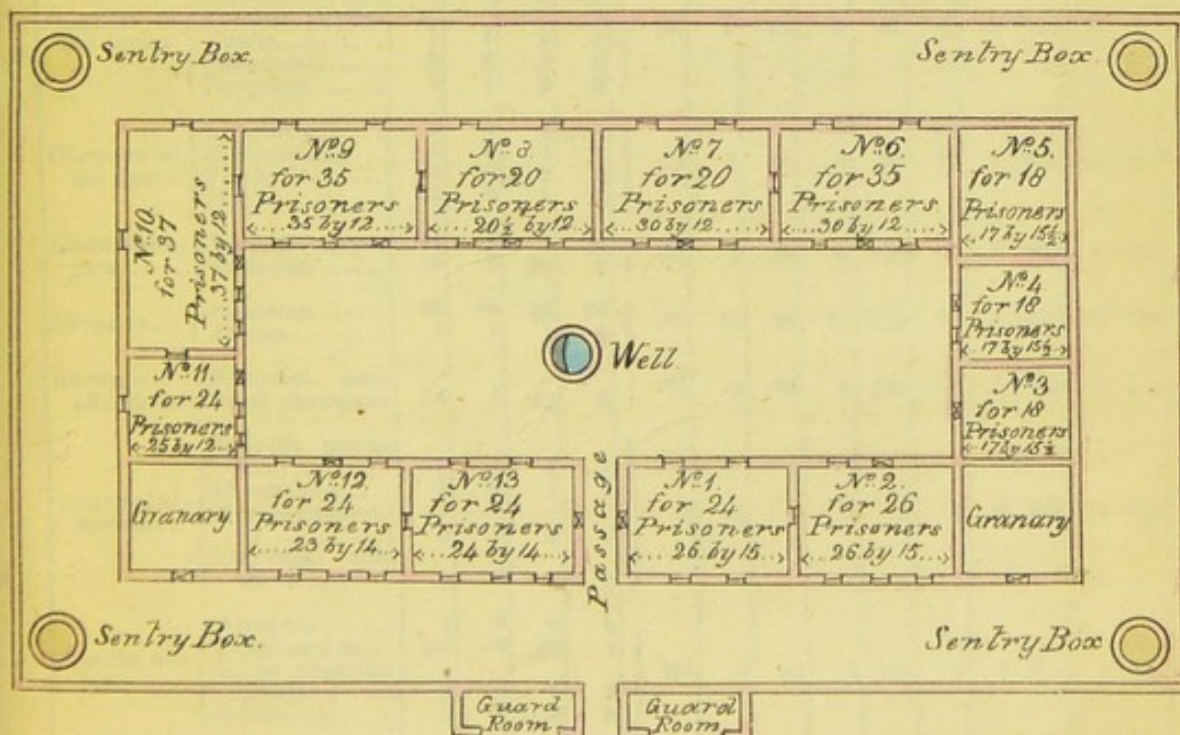 Sentry Box.
Sentry Box.
No. 9
for 35
Prisoners
35 by 12
No. 8
for 20
Prisoners
20½ by 12
No. 7.
for 20
Prisoners
30 by 12
No. 6.
for 35
Prisoners
30 by 12
No. 5.
for 18
Prisoners
17 by 15½
No. 10.
for 37
Prisoners
37 by 12
No. 4
for 18
Prisoners
17 by 15½
Well.
No. 11.
for 24
Prisoners
25 by 12
No. 3
for 18
Prisoners
17 by 15½
Granary
No. 12.
for 24
Prisoners
23 by 14
No. 13
for 24
Prisoners
24 by 14
Passage
No. 1.
for 24
Prisoners
26 by 15
No. 2.
for 26
Prisoners
26 by 15
Granary
Sentry Box.
Sentry Box
Guard
Room
Guard
Room